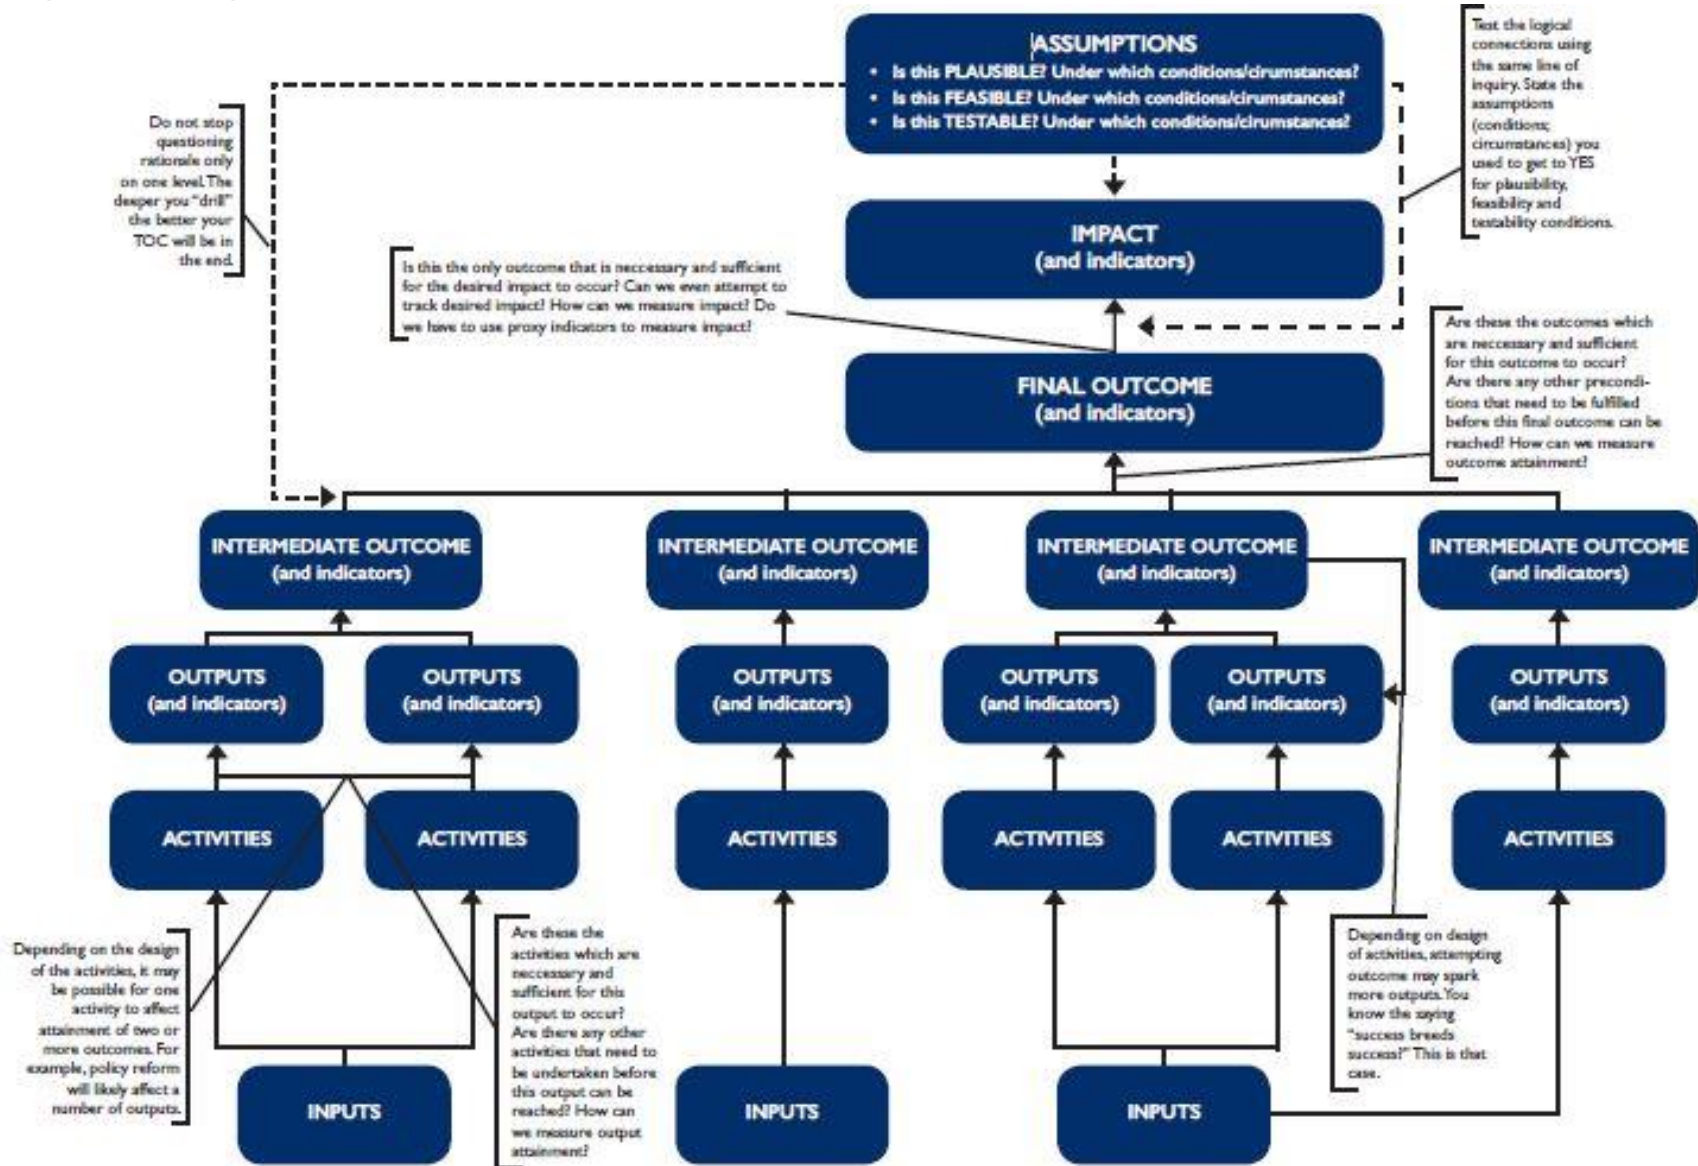 ASSUMPTIONS
• Is this PLAUSIBLE? Under which conditions/cirumstances?
• Is this FEASIBLE? Under which conditions/cirumstances?
• Is this TESTABLE? Under which conditions/cirumstances?
Test the logical
connections using
the same line of
inquiry. State the
assumptions
(conditions;
circumstances) you
used to get to YES
for plausibility,
feasibility and
testability conditions.
Do not stop
questioning
rationale only
on one level. The
deeper you "drill"
the better your
TOC will be in
the end.
IMPACT
(and indicators)
Is this the only outcome that is neccessary and sufficient
for the desired impact to occur? Can we even attempt to
track desired impact? How can we measure impact? Do
we have to use proxy indicators to measure impact?
FINAL OUTCOME
(and indicators)
Are these the outcomes which
are neccessary and sufficient
for this outcome to occur?
Are there any other precondi-
tions that need to be fulfilled
before this final outcome can be
reached? How can we measure
outcome attainment?
INTERMEDIATE OUTCOME
(and indicators)
INTERMEDIATE OUTCOME
(and indicators)
INTERMEDIATE OUTCOME
(and indicators)
INTERMEDIATE OUTCOME
(and indicators)
OUTPUTS
(and indicators)
OUTPUTS
(and indicators)
OUTPUTS
(and indicators)
OUTPUTS
(and indicators)
OUTPUTS
(and indicators)
OUTPUTS
(and indicators)
ACTIVITIES
ACTIVITIES
ACTIVITIES
ACTIVITIES
ACTIVITIES
ACTIVITIES
Depending on the design
of the activities, it may
be possible for one
activity to affect
attainment of two or
more outcomes. For
example, policy reform
will likely affect a
number of outputs.
Are these the
activities which are
neccessary and
sufficient for this
output to occur?
Are there any other
activities that need to
be undertaken before
this output can be
reached? How can
we measure output
attainment?
Depending on design
of activities, attempting
outcome may spark
more outputs. You
know the saying
"success breeds
success?" This is that
case.
INPUTS
INPUTS
INPUTS